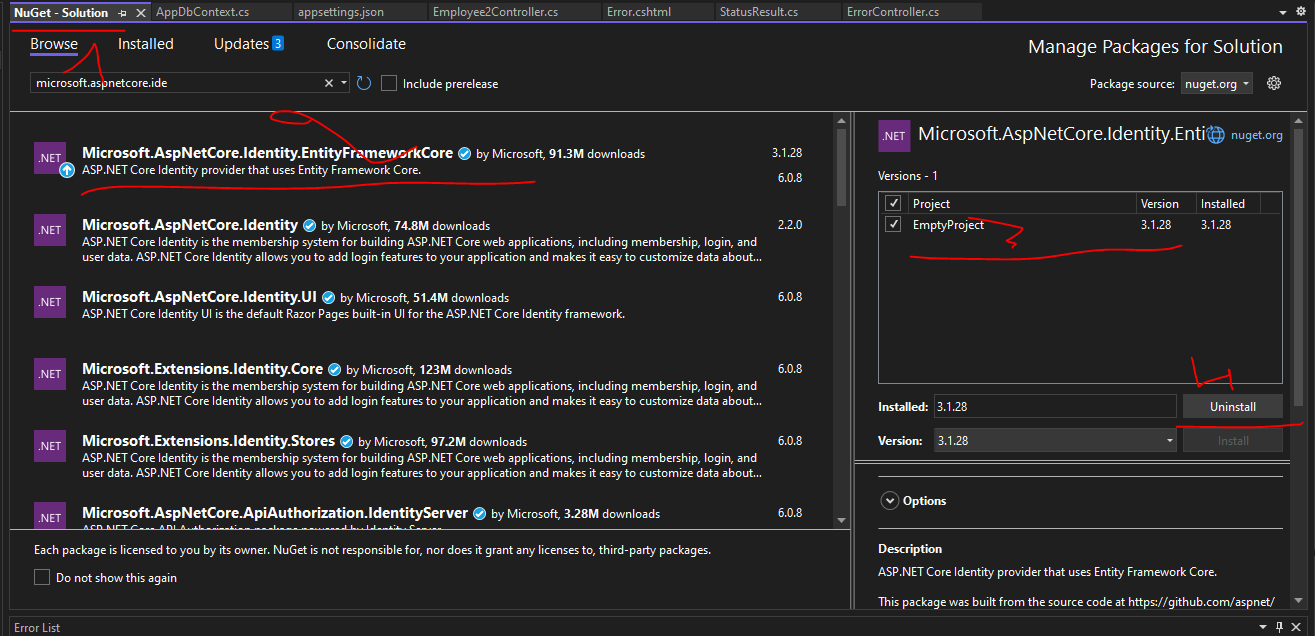 NuGet - Solution
AppDbContext.cs
appsettings.json
Employee2Controller.cs
Error.cshtml
StatusResult.cs
ErrorController.cs
Browse
Installed
Updates 3
Consolidate
Manage Packages for Solution
microsoft.aspnetcore.ide
Include prerelease
Package source: nuget.org
1
2
.NET
Microsoft.AspNetCore.Identity.EntityFrameworkCore by Microsoft, 91.3M downloads
3.1.28
ASP.NET Core Identity provider that uses Entity Framework Core.
6.0.8
.NET
Microsoft.AspNetCore.Identity by Microsoft, 74.8M downloads
2.2.0
ASP.NET Core Identity is the membership system for building ASP.NET Core web applications, including membership, login, and
user data. ASP.NET Core Identity allows you to add login features to your application and makes it easy to customize data about...
.NET
Microsoft.AspNetCore.Identity.UI by Microsoft, 51.4M downloads
6.0.8
ASP.NET Core Identity UI is the default Razor Pages built-in UI for the ASP.NET Core Identity framework.
.NET
Microsoft.Extensions.Identity.Core by Microsoft, 123M downloads
6.0.8
ASP.NET Core Identity is the membership system for building ASP.NET Core web applications, including membership, login, and
user data. ASP.NET Core Identity allows you to add login features to your application and makes it easy to customize data about...
.NET
Microsoft.Extensions.Identity.Stores by Microsoft, 97.2M downloads
6.0.8
ASP.NET Core Identity is the membership system for building ASP.NET Core web applications, including membership, login, and
user data. ASP.NET Core Identity allows you to add login features to your application and makes it easy to customize data about...
.NET
Microsoft.AspNetCore.ApiAuthorization.IdentityServer by Microsoft, 3.28M downloads
6.0.8
ASP.NET Core API Authorization package powered by Identity Server.
Each package is licensed to you by its owner. NuGet is not responsible for, nor does it grant any licenses to, third-party packages.
Do not show this again
.NET
Microsoft.AspNetCore.Identity.Enti
nuget.org
Versions - 1
Project
Version
Installed
EmptyProject
3.1.28
3.1.28
3
4
Installed:
3.1.28
Uninstall
Version:
3.1.28
Install
Options
Description
ASP.NET Core Identity provider that uses Entity Framework Core.
This package was built from the source code at https://github.com/aspnet/
Error List